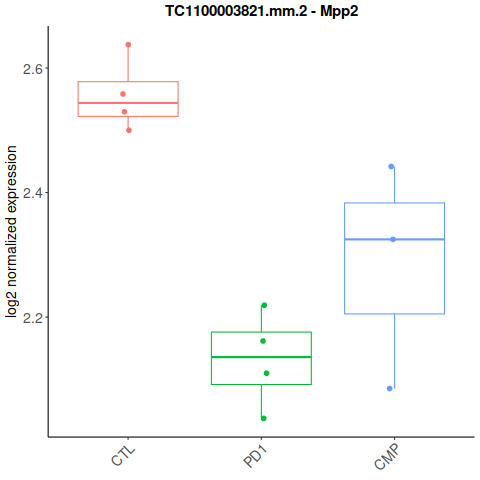 TC1100003821.mm.2 - Mpp2
log2 normalized expression
2.6
2.4
2.2
CTL
PD1
CMP